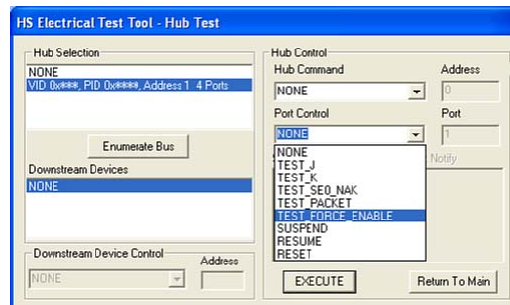 HS Electrical Test Tool - Hub Test
Hub Selection
NONE
VID 0x***, PID 0x****, Address 1 4 Ports
Enumerate Bus
Downstream Devices
NONE
Downstream Device Control
Address
NONE
Hub Control
Hub Command
Address
NONE
0
Port Control
Port
NONE
1
NONE
TEST_J
TEST_K
TEST_SE0_NAK
TEST_PACKET
TEST_FORCE_ENABLE
SUSPEND
RESUME
RESET
Notify
EXECUTE
Return To Main